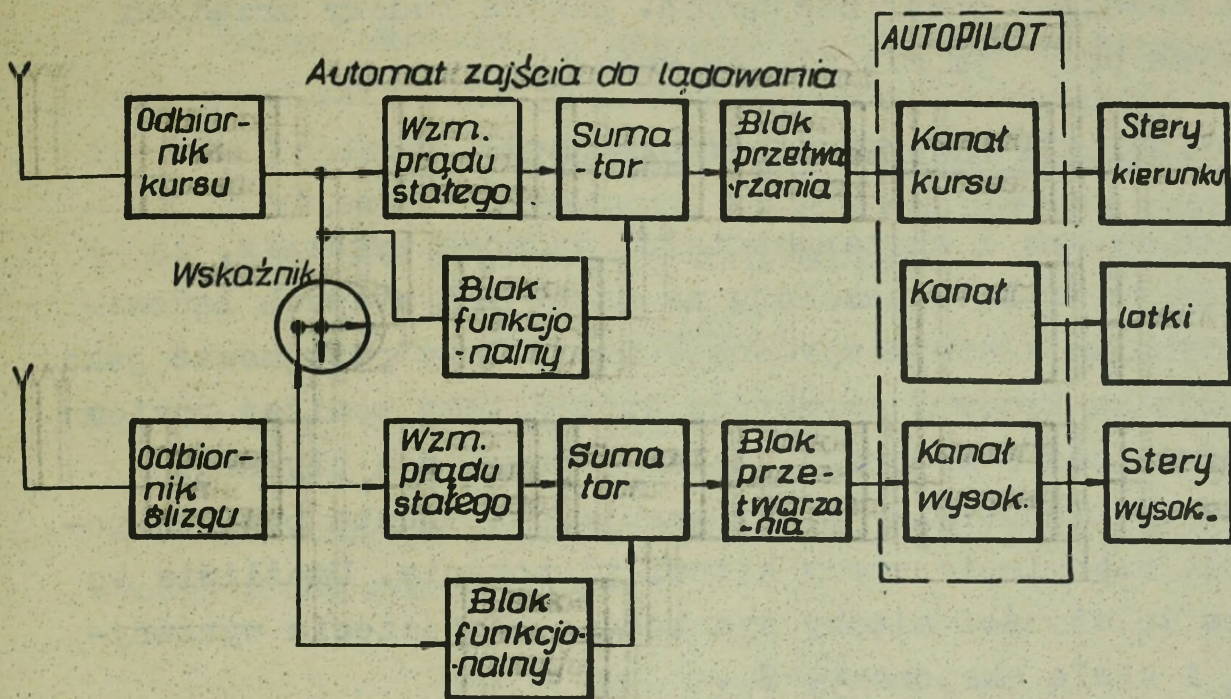 AUTOPILOT
Automat zajścia do lądowania
Odbior-
nik
kursu
Wzm.
prądu
stałego
Suma
-tor
Blok
przetwa
rzania
Kanał
kursu
Stery
kierunku
Wskaźnik
Blok
funkcjo
-nalny
Kanał
lotki
Odbior-
nik
ślizgu
Wzm.
prądu
stałego
Suma
tor
Blok
prze-
twarza
-nia
Kanał
wysok.
Stery
wysok.
Blok
funkcjo-
-nalny